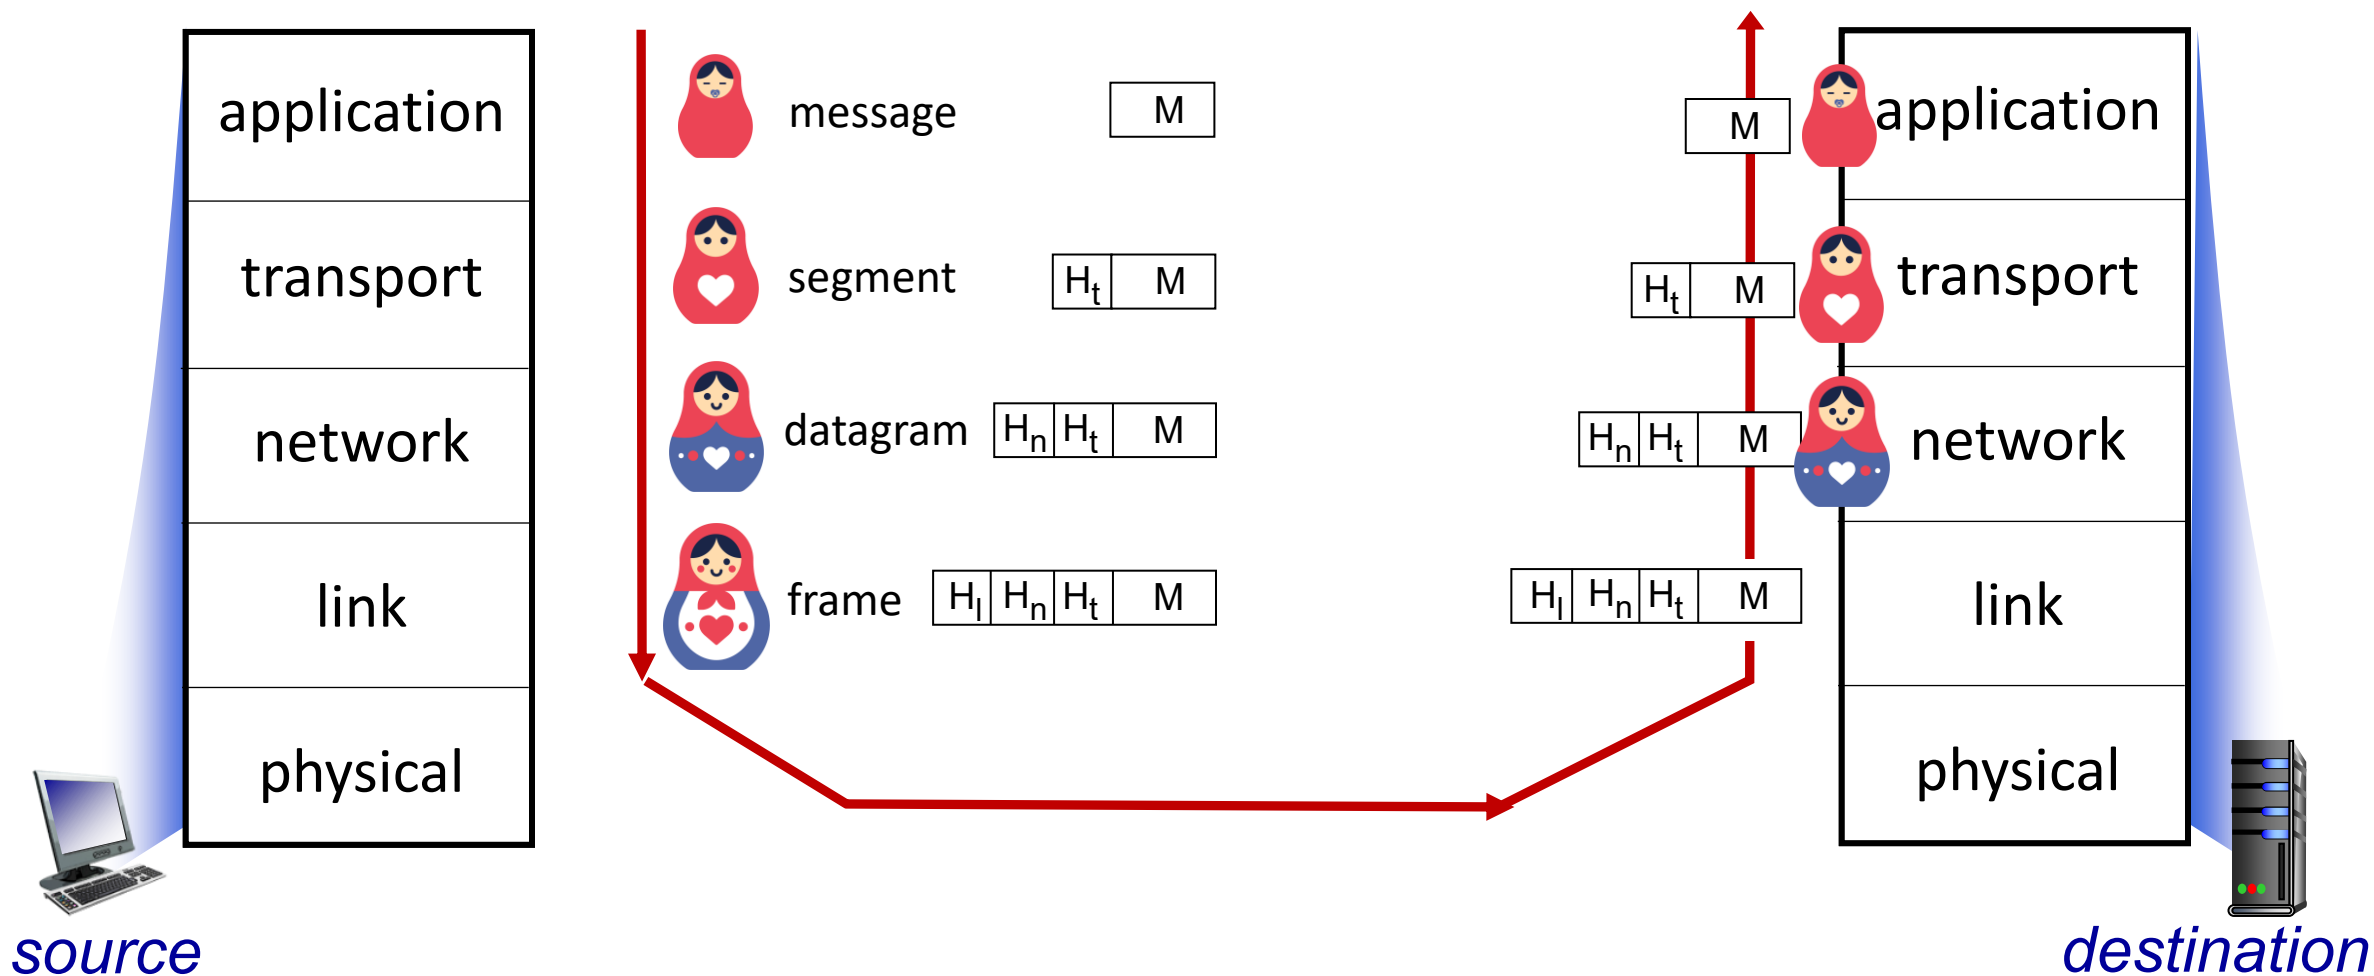 application
transport
network
link
physical
source
message M
segment Ht M
datagram Hn Ht M
frame Hl Hn Ht M
M
Ht M
Hn Ht M
Hl Hn Ht M
application
transport
network
link
physical
destination